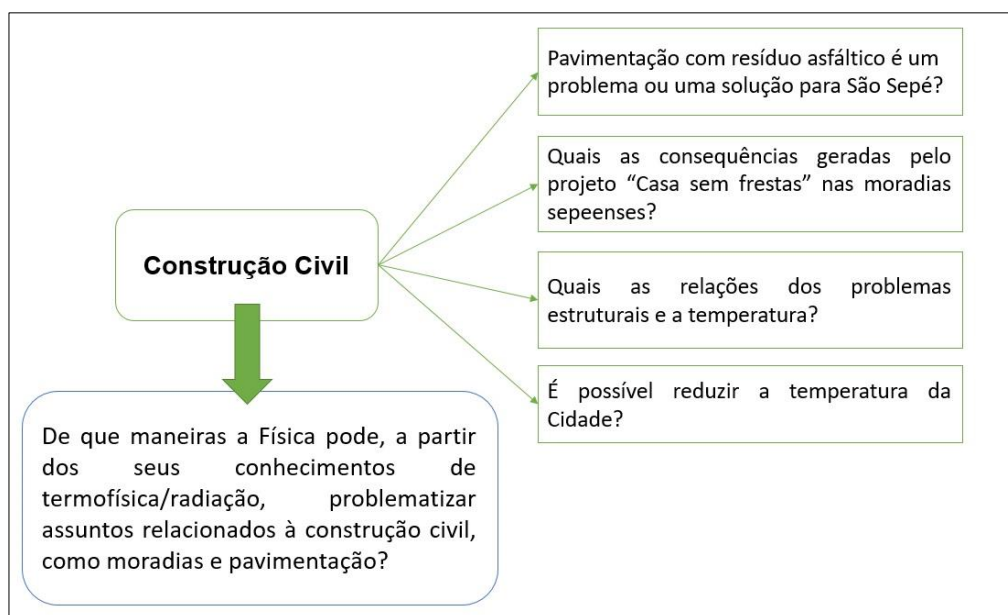 Construção Civil
De que maneiras a Física pode, a partir
dos seus conhecimentos de
termofísica/radiação, problematizar
assuntos relacionados à construção civil,
como moradias e pavimentação?
Pavimentação com resíduo asfáltico é um
problema ou uma solução para São Sepé?
Quais as consequências geradas pelo
projeto “Casa sem frestas” nas moradias
sepeenses?
Quais as relações dos problemas
estruturais e a temperatura?
É possível reduzir a temperatura da
Cidade?